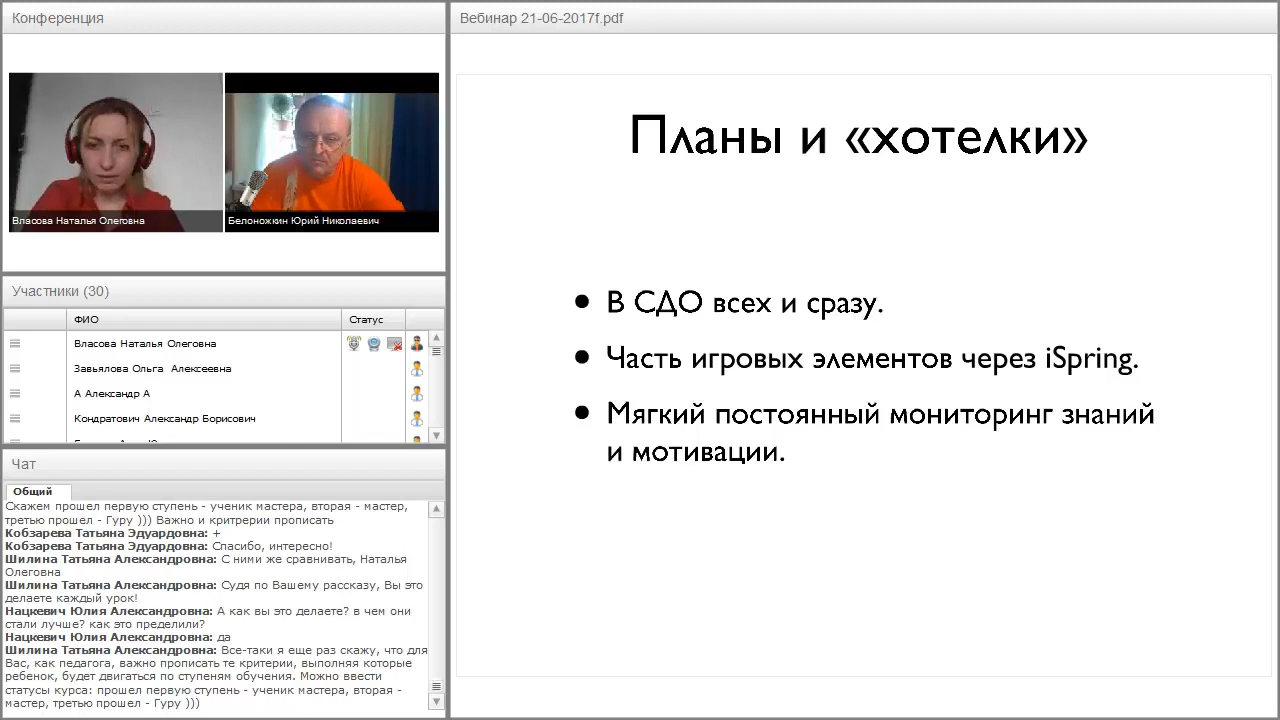 Конференция
Власова Наталья Олеговна
Белоножкин Юрий Николаевич
Участники (30)
ФИО
Статус
Власова Наталья Олеговна
Завьялова Ольга Алексеевна
А Александр А
Кондратович Александр Борисович
Чат
Общий
Скажем прошел первую ступень - ученик мастера, вторая - мастер,
третью прошел - Гуру ))) Важно и критрерии прописать
Кобзарева Татьяна Эдуардовна: +
Кобзарева Татьяна Эдуардовна: Спасибо, интересно!
Шилина Татьяна Александровна: С ними же сравнивать, Наталья
Олеговна
Шилина Татьяна Александровна: Судя по Вашему рассказу, Вы это
делаете каждый урок!
Нацкевич Юлия Александровна: А как вы это делаете? в чем они
стали лучше? как это пределили?
Нацкевич Юлия Александровна: да
Шилина Татьяна Александровна: Все-таки я еще раз скажу, что для
Вас, как педагога, важно прописать те критерии, выполняя которые
ребенок, будет двигаться по ступеням обучения. Можно ввести
статусы курса: прошел первую ступень - ученик мастера, вторая -
мастер, третью прошел - Гуру )))
Вебинар 21-06-2017f.pdf
Планы и «хотелки»
• В СДО всех и сразу.
• Часть игровых элементов через iSpring.
• Мягкий постоянный мониторинг знаний
и мотивации.